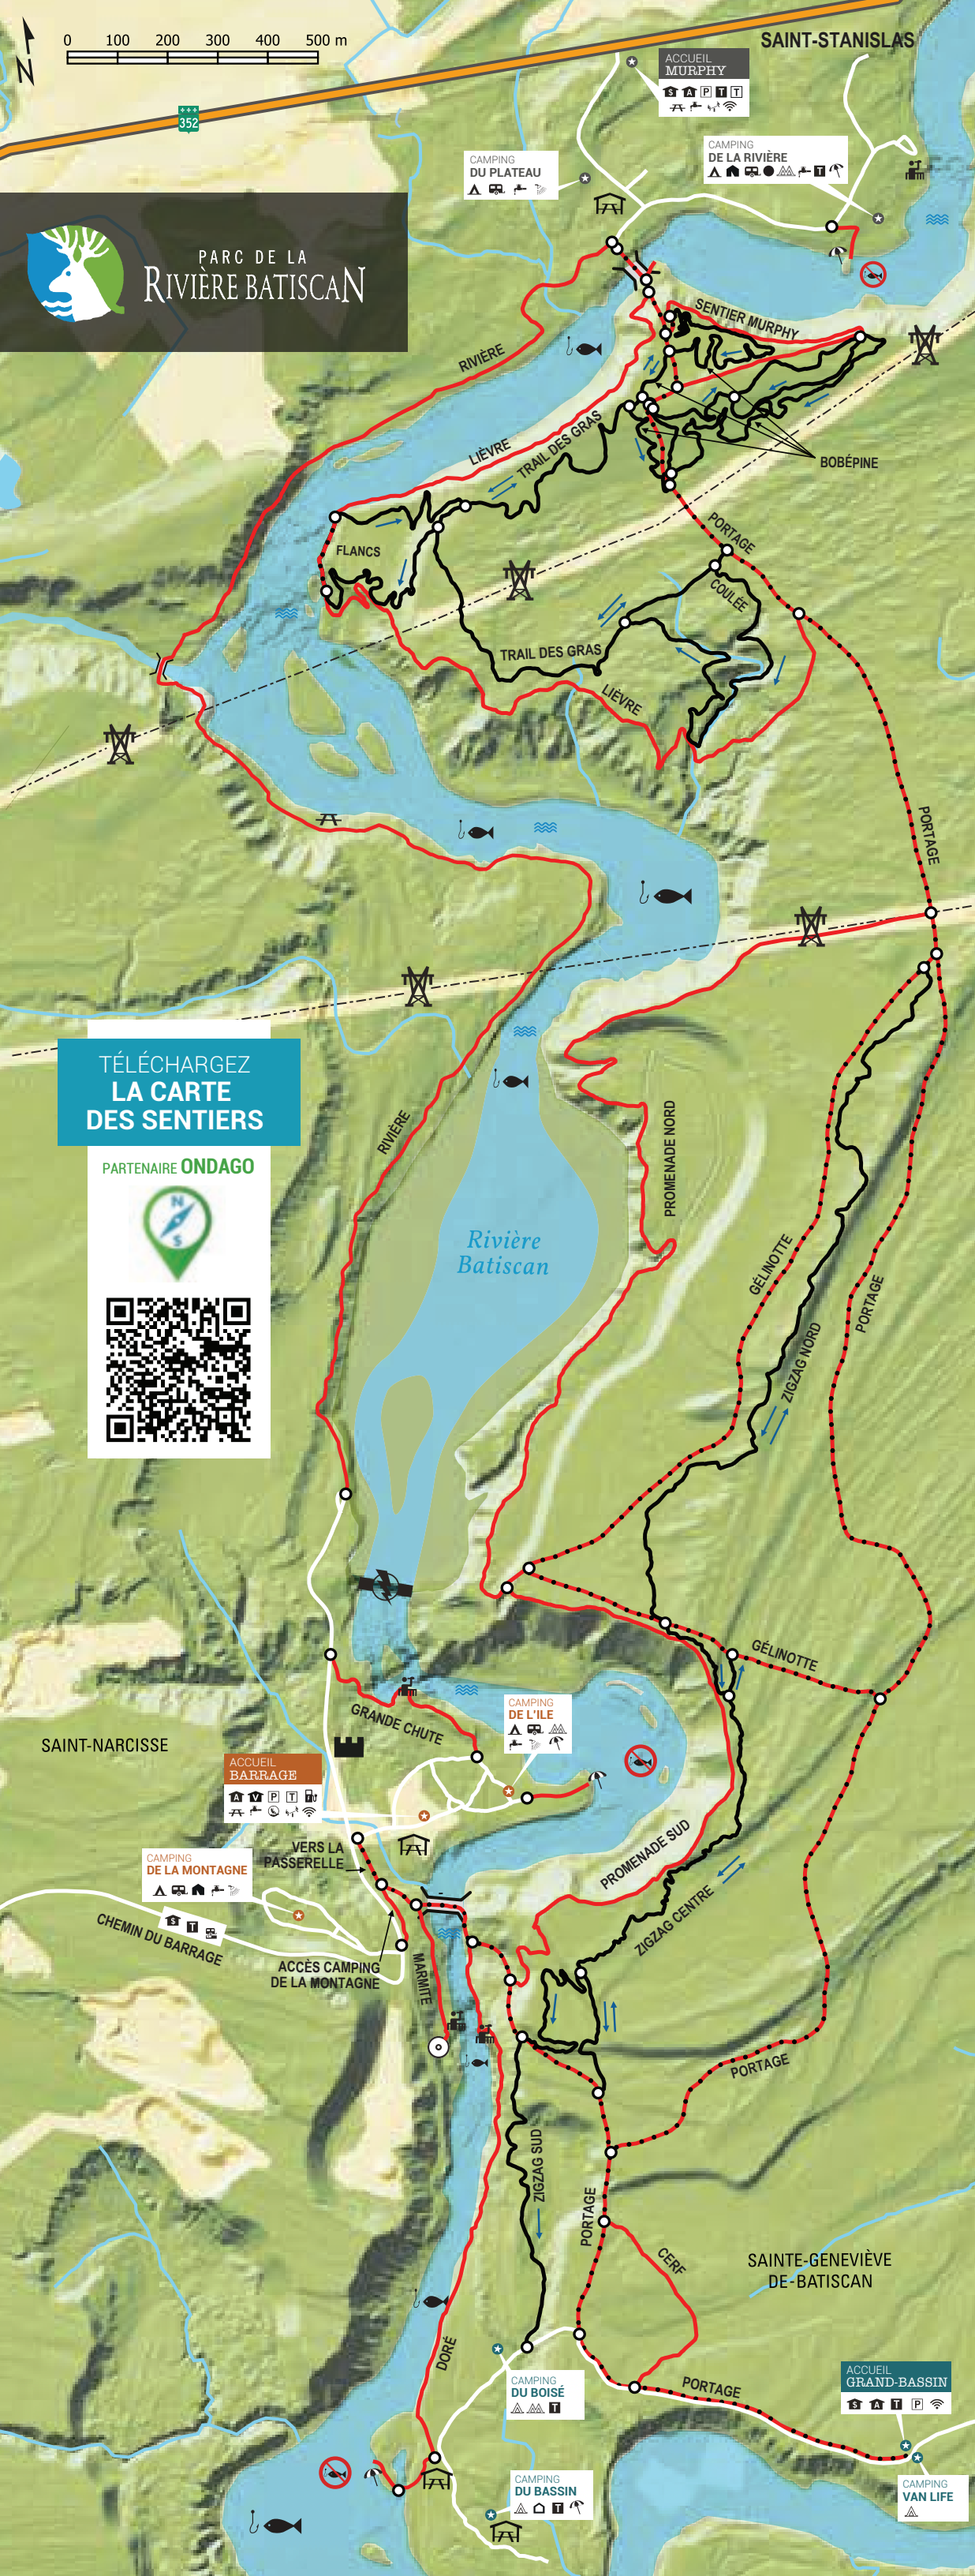 SAINT-STANISLAS
0 100 200 300 400 500 m
N
352
ACCUEIL
MURPHY
S A P T T
CAMPING
DU PLATEAU
CAMPING
DE LA RIVIÈRE
T
PARC DE LA
RIVIÈRE BATISCAN
SENTIER MURPHY
RIVIÈRE
LIÈVRE
TRAIL DES GRAS
BOBÉPINE
PORTAGE
FLANCS
COULÉE
TRAIL DES GRAS
LIÈVRE
PORTAGE
TÉLÉCHARGEZ
LA CARTE
DES SENTIERS
PARTENAIRE ONDAGO
N
S
RIVIÈRE
PROMENADE NORD
Rivière
Batiscan
GÉLINOTTE
PORTAGE
ZIGZAG NORD
GÉLINOTTE
GRANDE CHUTE
CAMPING
DE L'ILE
SAINT-NARCISSE
ACCUEIL
BARRAGE
A V P T
VERS LA
PASSERELLE
CAMPING
DE LA MONTAGNE
PROMENADE SUD
ZIGZAG CENTRE
S T
CHEMIN DU BARRAGE
ACCÈS CAMPING
DE LA MONTAGNE
MARMITE
PORTAGE
ZIGZAG SUD
PORTAGE
CERF
SAINTE-GENEVIÈVE
DE-BATISCAN
DORÉ
CAMPING
DU BOISÉ
T
PORTAGE
ACCUEIL
GRAND-BASSIN
S A T P
CAMPING
DU BASSIN
T
CAMPING
VAN LIFE